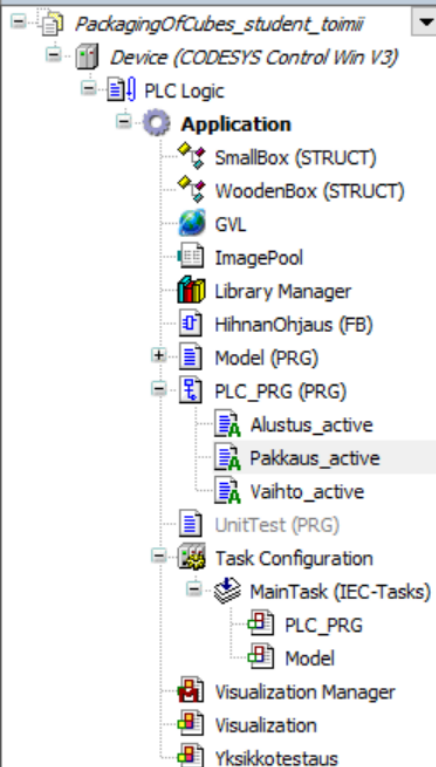 PackagingOfCubes_student_toimii
Device (CODESYS Control Win V3)
PLC Logic
Application
SmallBox (STRUCT)
WoodenBox (STRUCT)
GVL
ImagePool
Library Manager
HihnanOhjaus (FB)
Model (PRG)
PLC_PRG (PRG)
Alustus_active
Pakkaus_active
Vaihto_active
UnitTest (PRG)
Task Configuration
MainTask (IEC-Tasks)
PLC_PRG
Model
Visualization Manager
Visualization
Yksikkotestaus